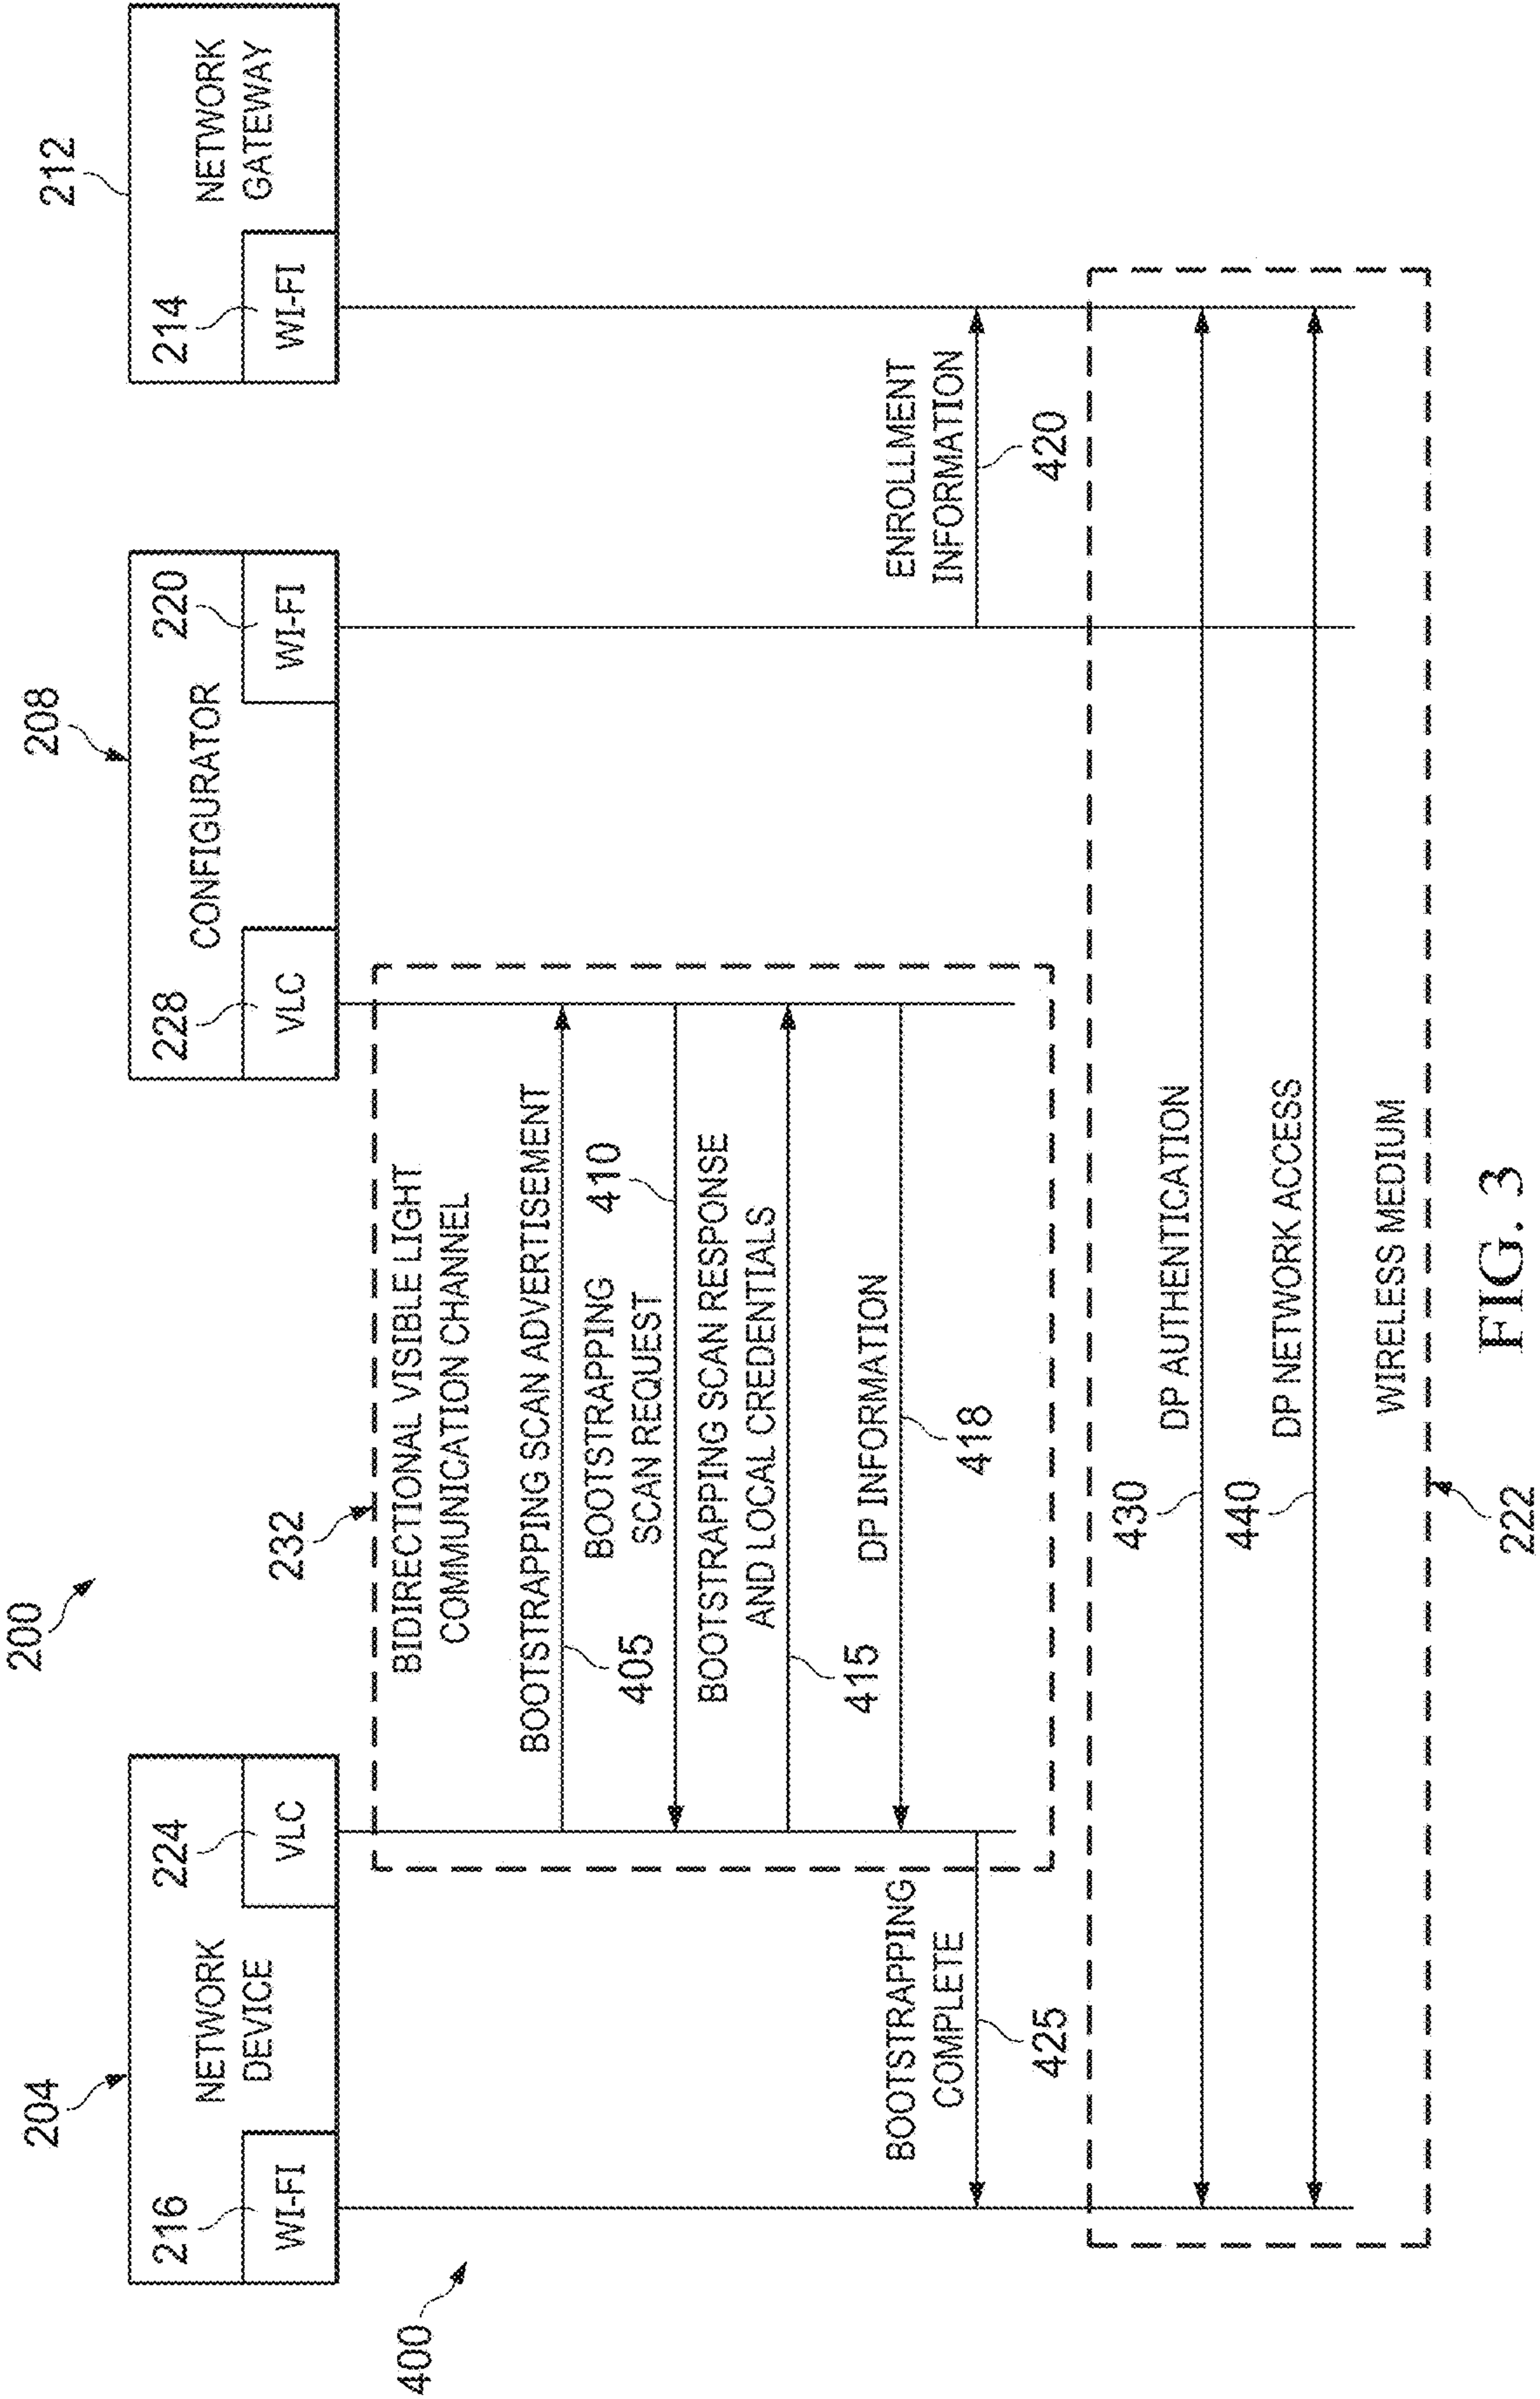 200
204
208
212
216
NETWORK
DEVICE
224
WI-FI
VLC
228
CONFIGURATOR
220
VLC
WI-FI
214
NETWORK
GATEWAY
WI-FI
400
232
BIDIRECTIONAL VISIBLE LIGHT
COMMUNICATION CHANNEL
BOOTSTRAPPING SCAN ADVERTISEMENT
405
BOOTSTRAPPING
SCAN REQUEST
410
BOOTSTRAPPING SCAN RESPONSE
AND LOCAL CREDENTIALS
415
DP INFORMATION
418
BOOTSTRAPPING
COMPLETE
425
ENROLLMENT
INFORMATION
420
DP AUTHENTICATION
430
DP NETWORK ACCESS
440
WIRELESS MEDIUM
222
FIG. 3